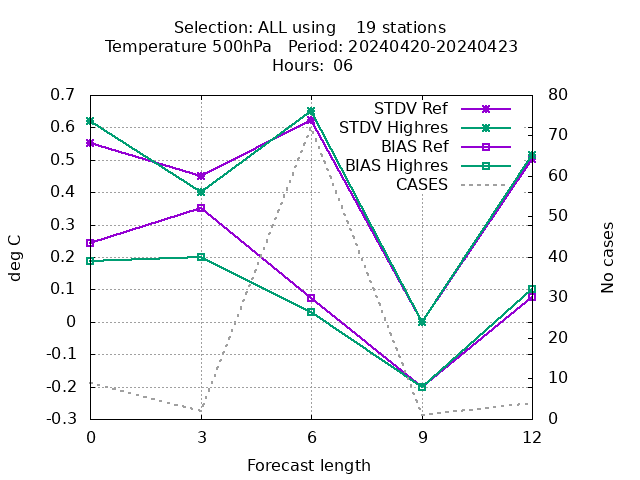 Selection: ALL using    19 stations
Temperature 500hPa   Period: 20240420-20240423
Hours:  06
STDV Ref
STDV Highres
BIAS Ref
BIAS Highres
CASES
0.7
0.6
0.5
0.4
0.3
0.2
0.1
0
-0.1
-0.2
-0.3
deg C
80
70
60
50
40
30
20
10
0
No cases
0 3 6 9 12
Forecast length